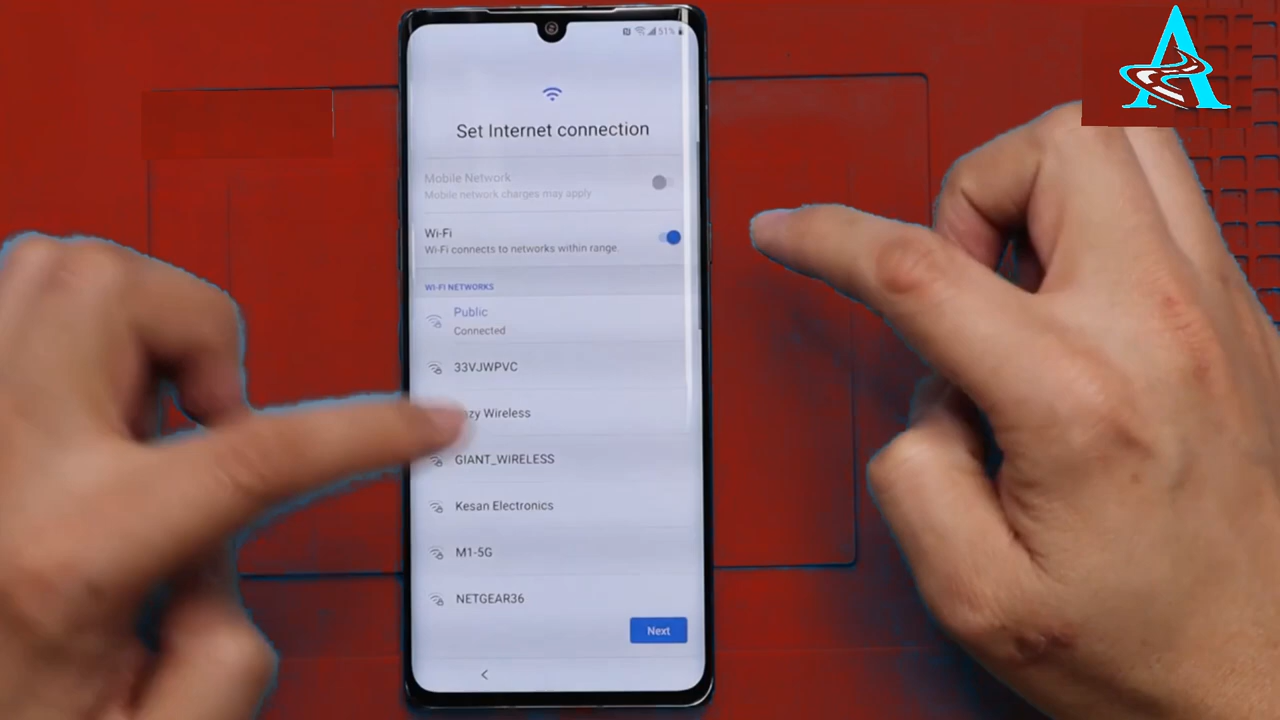 51%
Set Internet connection
Mobile Network
Mobile network charges may apply
Wi-Fi
Wi-Fi connects to networks within range.
WI-FI NETWORKS
Public
Connected
33VJWPVC
Wireless
GIANT_WIRELESS
Kesan Electronics
M1-5G
NETGEAR36
Next